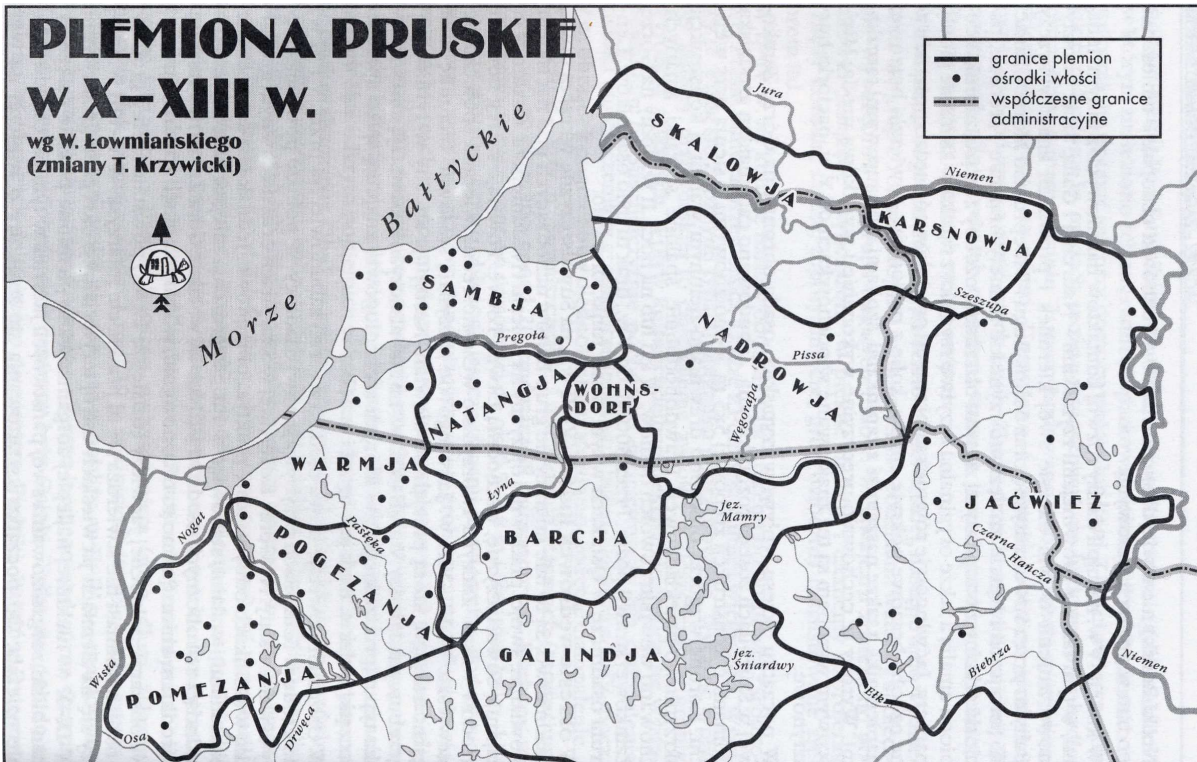 PLEMIONA PRUSKIE
w X–XIII w.
wg W. Łowmiańskiego
(zmiany T. Krzywicki)
granice plemion
ośrodki włości
współczesne granice
administracyjne
Morze Bałtyckie
Jura
SKALOWJA
Niemen
KARSNOWJA
Szeszupa
SAMBJA
Pregoła
NADROWJA
Pissa
Węgorapa
NATANGJA
WOHNS-
DORF
WARMJA
Łyna
JAĆWIEŻ
Czarna
Hańcza
jez.
Mamry
BARCJA
Nogat
Pasłęka
POGEZANJA
GALINDJA
jez.
Śniardwy
Biebrza
Niemen
Ełk
Wisła
POMEZANJA
Osa
Drwęca